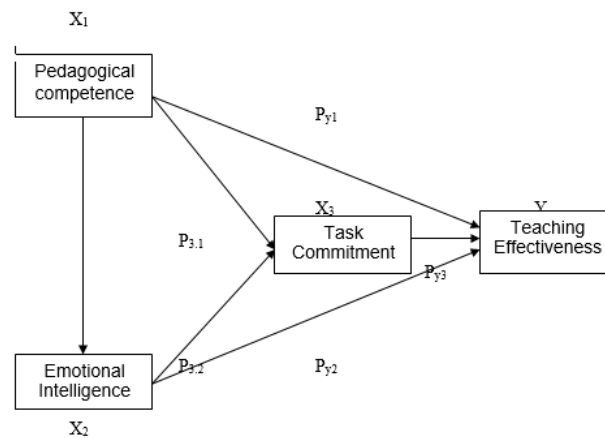 X1
Pedagogical
competence
Py1
X3
Y
Task
Commitment
Teaching
Effectiveness
P3.1
Py3
Emotional
Intelligence
P3.2
Py2
X2